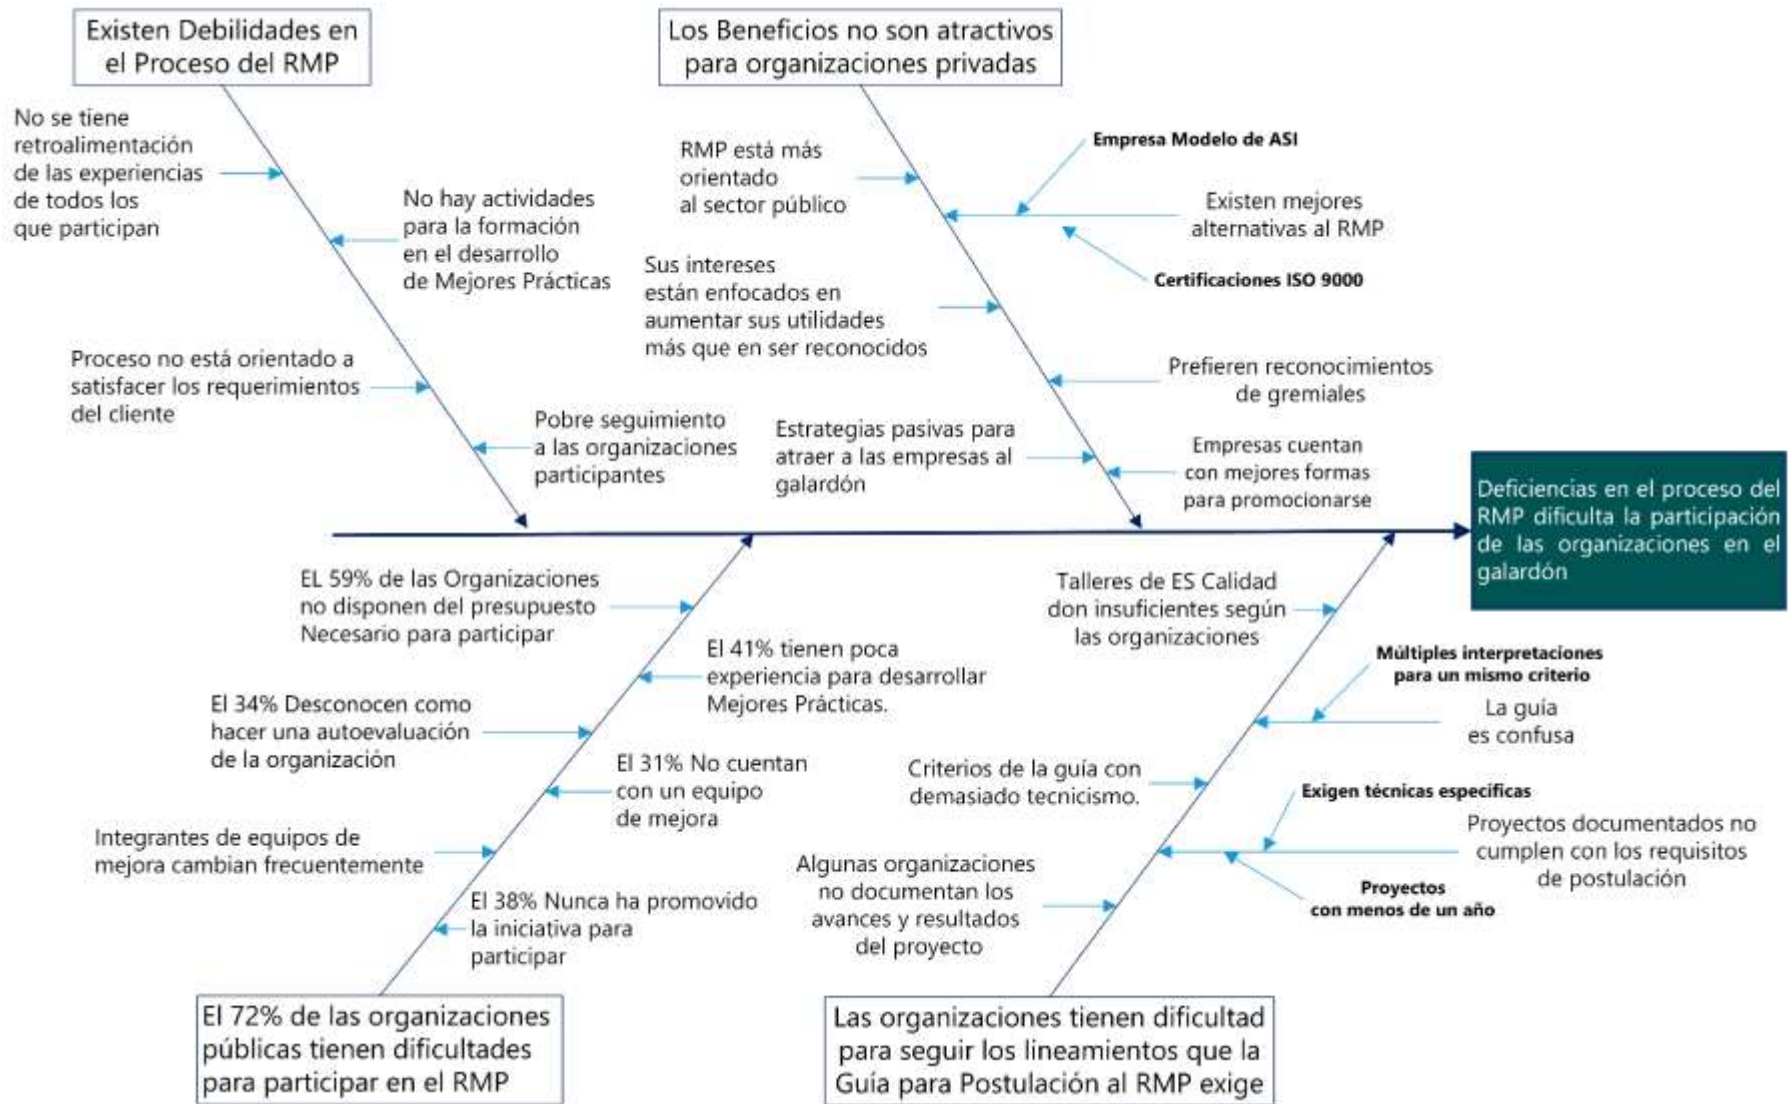 Existen Debilidades en
el Proceso del RMP
Los Beneficios no son atractivos
para organizaciones privadas
No se tiene
retroalimentación
de las experiencias
de todos los
que participan
No hay actividades
para la formación
en el desarrollo
de Mejores Prácticas
Proceso no está orientado a
satisfacer los requerimientos
del cliente
Pobre seguimiento
a las organizaciones
participantes
RMP está más
orientado
al sector público
Empresa Modelo de ASI
Existen mejores
alternativas al RMP
Certificaciones ISO 9000
Sus intereses
están enfocados en
aumentar sus utilidades
más que en ser reconocidos
Prefieren reconocimientos
de gremiales
Estrategias pasivas para
atraer a las empresas al
galardón
Empresas cuentan
con mejores formas
para promocionarse
Deficiencias en el proceso del
RMP dificulta la participación
de las organizaciones en el
galardón
EL 59% de las Organizaciones
no disponen del presupuesto
Necesario para participar
El 41% tienen poca
experiencia para desarrollar
Mejores Prácticas.
El 34% Desconocen como
hacer una autoevaluación
de la organización
El 31% No cuentan
con un equipo
de mejora
Integrantes de equipos de
mejora cambian frecuentemente
El 38% Nunca ha promovido
la iniciativa para
participar
Talleres de ES Calidad
don insuficientes según
las organizaciones
Múltiples interpretaciones
para un mismo criterio
La guía
es confusa
Criterios de la guía con
demasiado tecnicismo.
Exigen técnicas especificas
Proyectos documentados no
cumplen con los requisitos
de postulación
Proyectos
con menos de un año
Algunas organizaciones
no documentan los
avances y resultados
del proyecto
El 72% de las organizaciones
públicas tienen dificultades
para participar en el RMP
Las organizaciones tienen dificultad
para seguir los lineamientos que la
Guía para Postulación al RMP exige